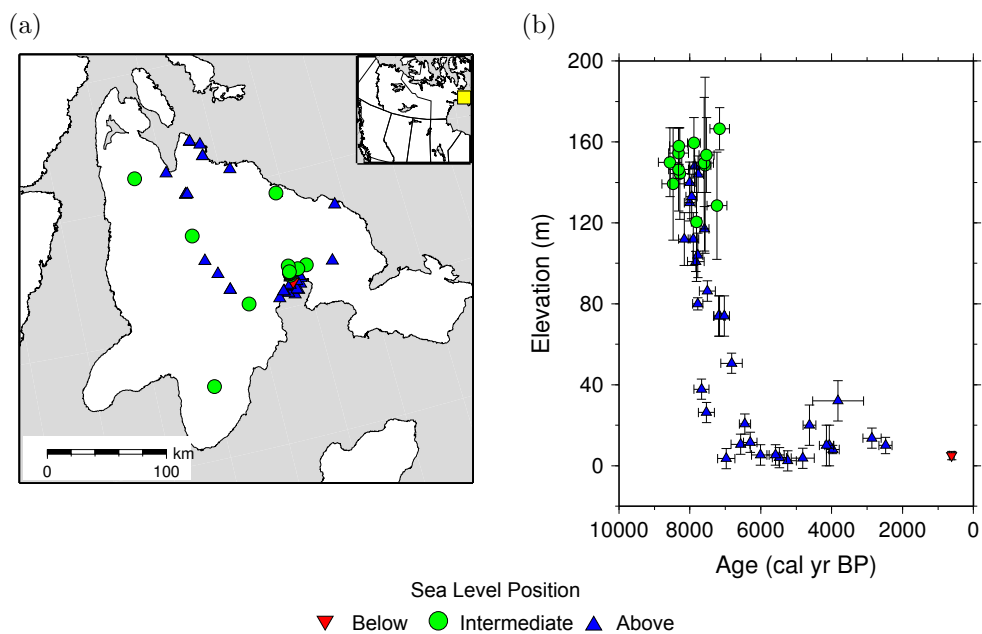 (a)
(b)
km
0
100
200
160
120
80
40
0
Elevation (m)
10000
8000
6000
4000
2000
0
Age (cal yr BP)
Sea Level Position
Below
Intermediate
Above